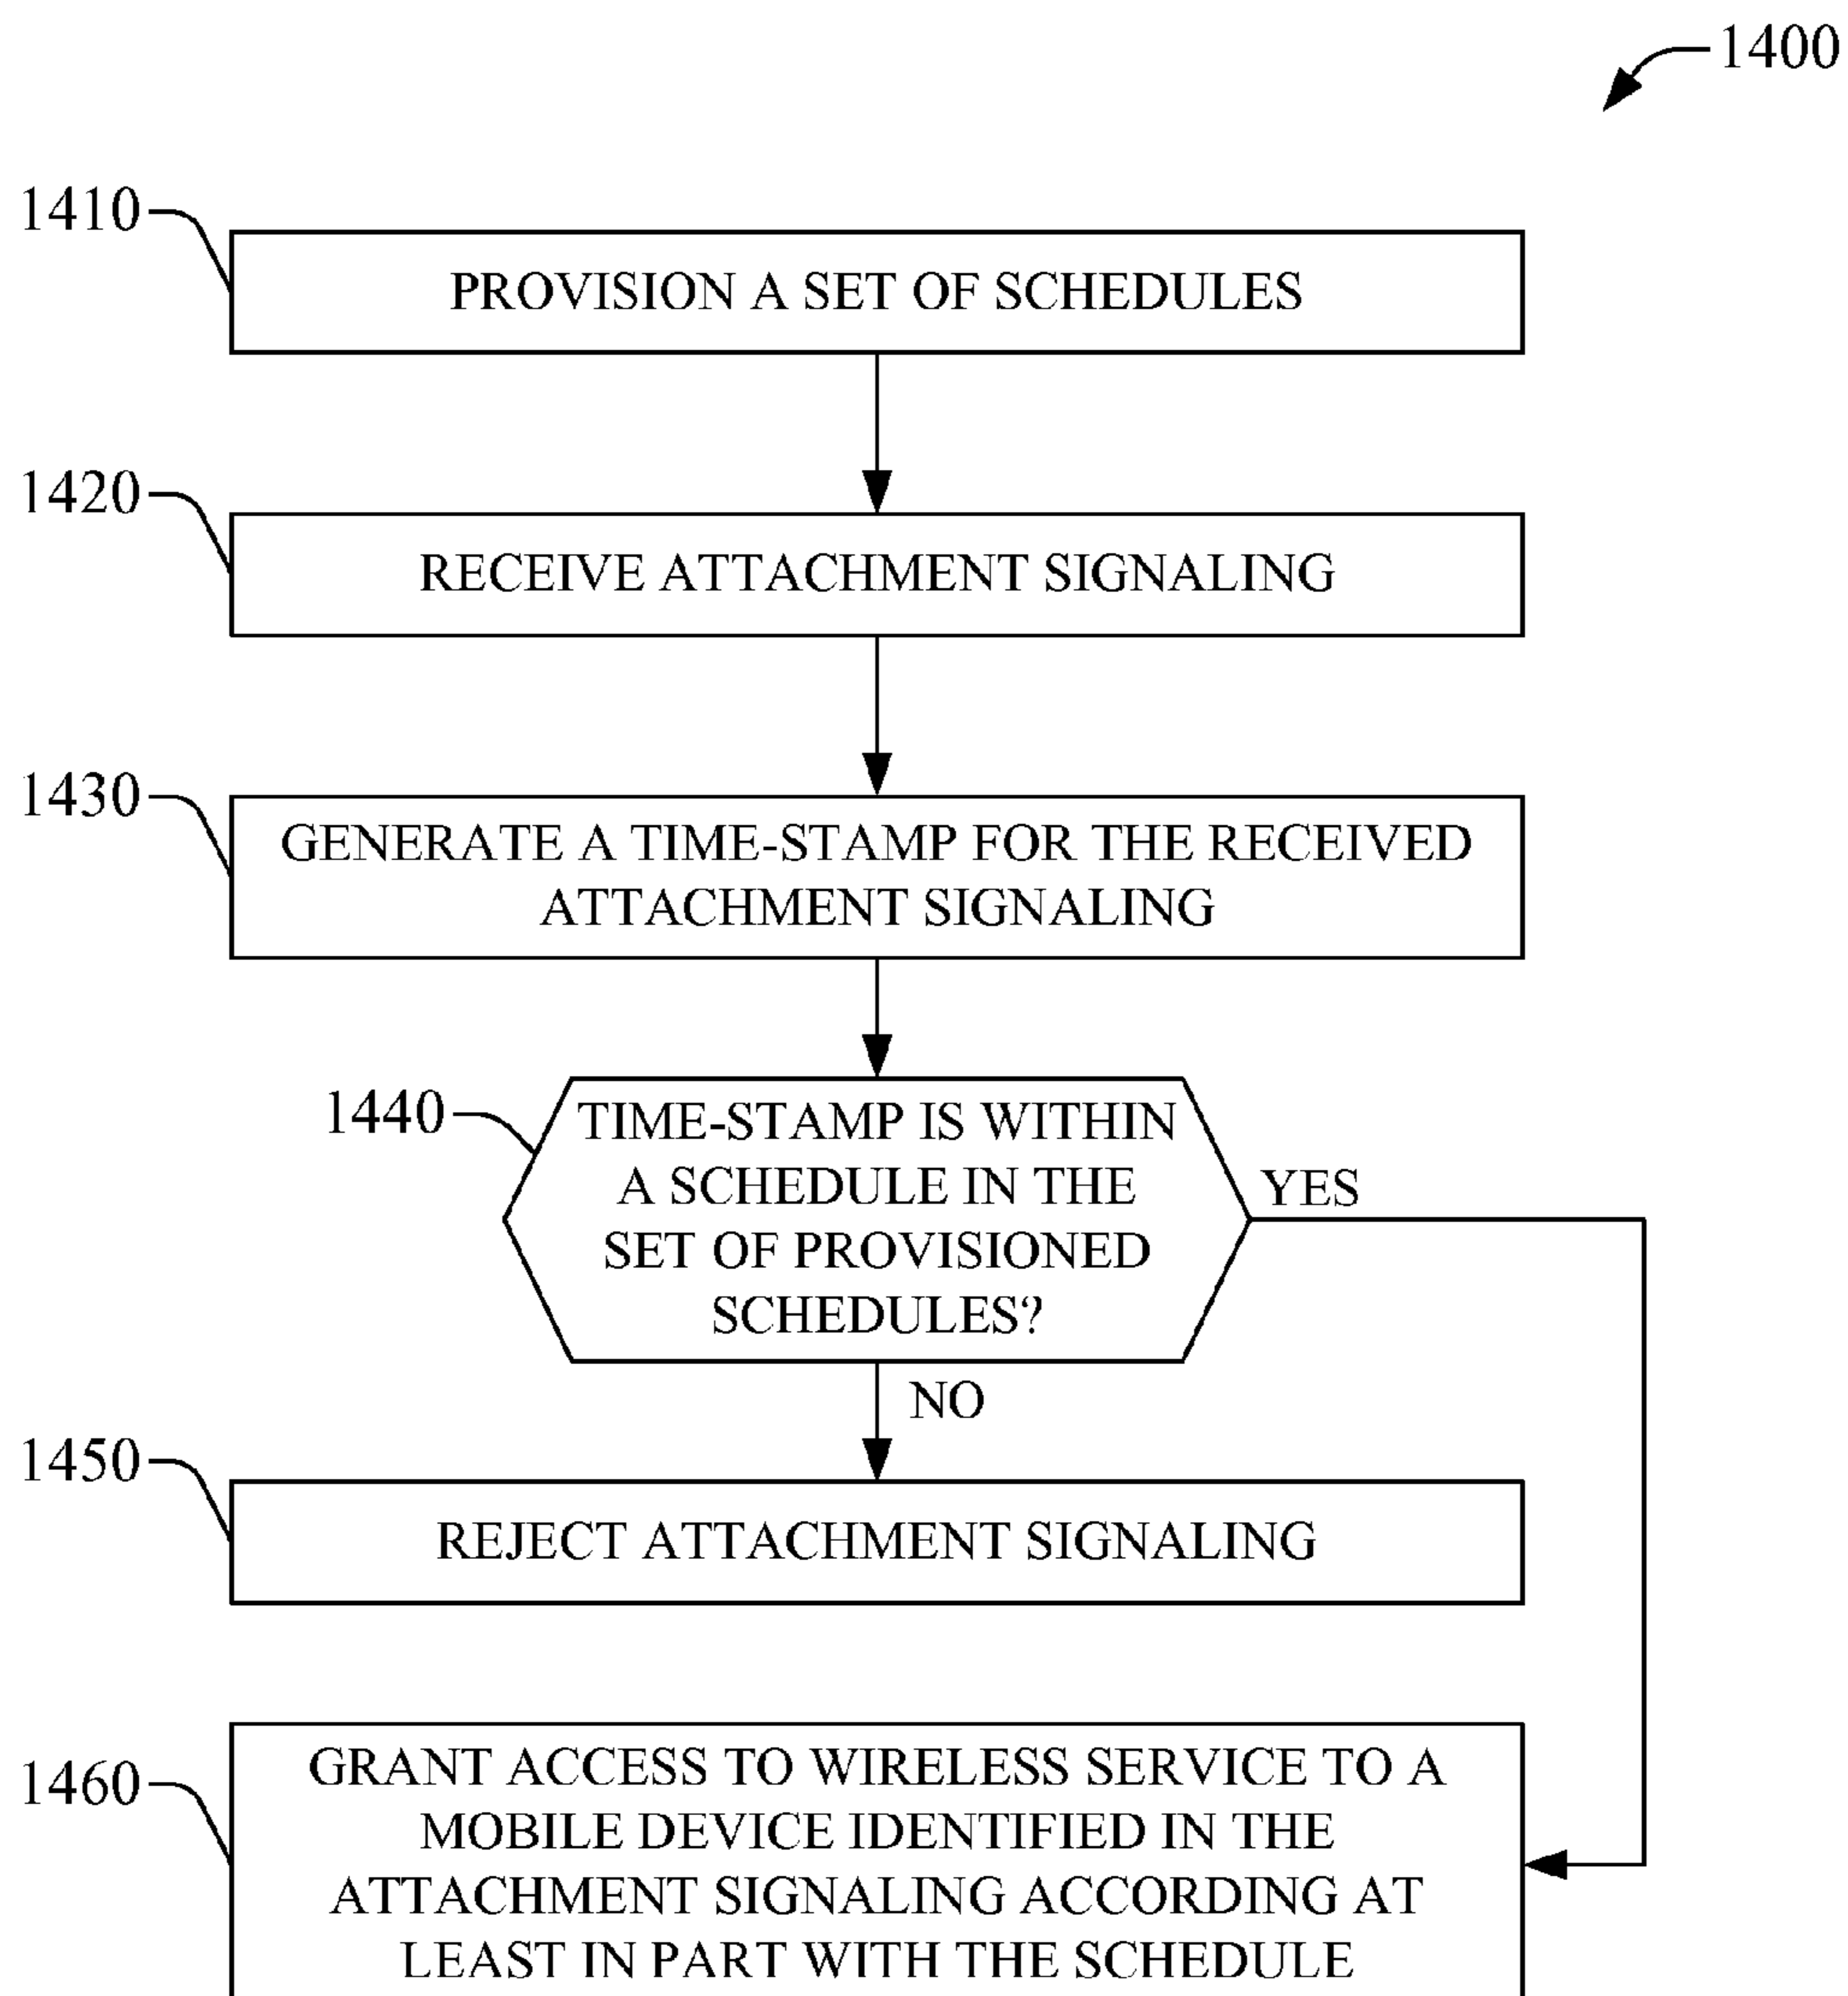 1400
1410
PROVISION A SET OF SCHEDULES
1420
RECEIVE ATTACHMENT SIGNALING
1430
GENERATE A TIME-STAMP FOR THE RECEIVED
ATTACHMENT SIGNALING
1440
TIME-STAMP IS WITHIN
A SCHEDULE IN THE
SET OF PROVISIONED
SCHEDULES?
YES
NO
1450
REJECT ATTACHMENT SIGNALING
1460
GRANT ACCESS TO WIRELESS SERVICE TO A
MOBILE DEVICE IDENTIFIED IN THE
ATTACHMENT SIGNALING ACCORDING AT
LEAST IN PART WITH THE SCHEDULE